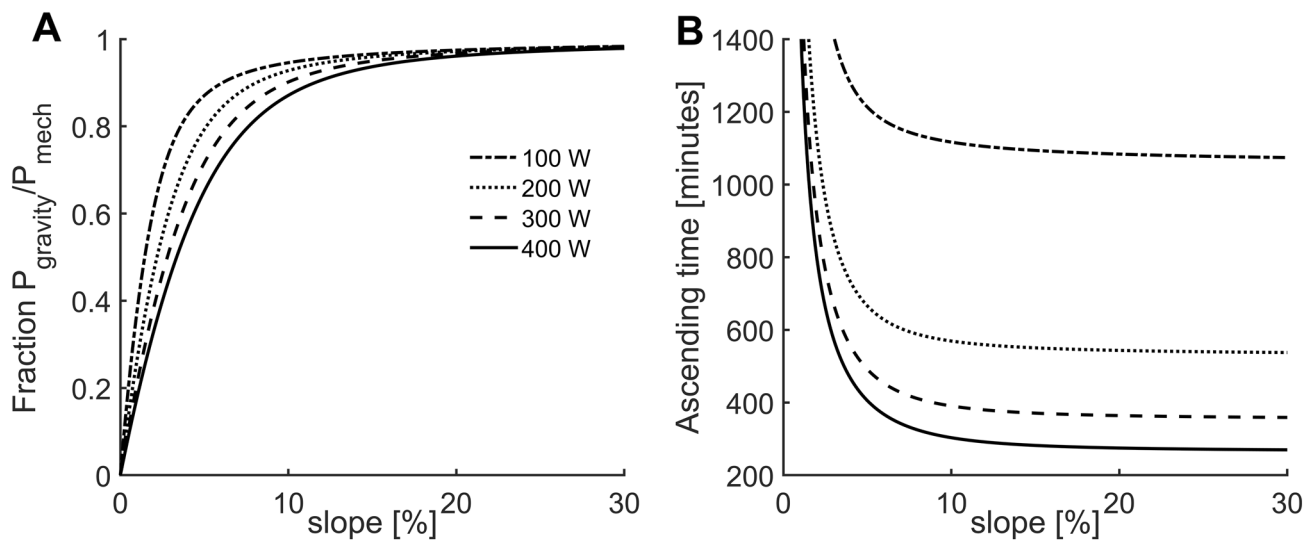 A
Fraction P_gravity/P_mech
1
0.8
0.6
0.4
0.2
0
0
10
20
30
slope [%]
100 W
200 W
300 W
400 W
B
Ascending time [minutes]
1400
1200
1000
800
600
400
200
0
10
20
30
slope [%]